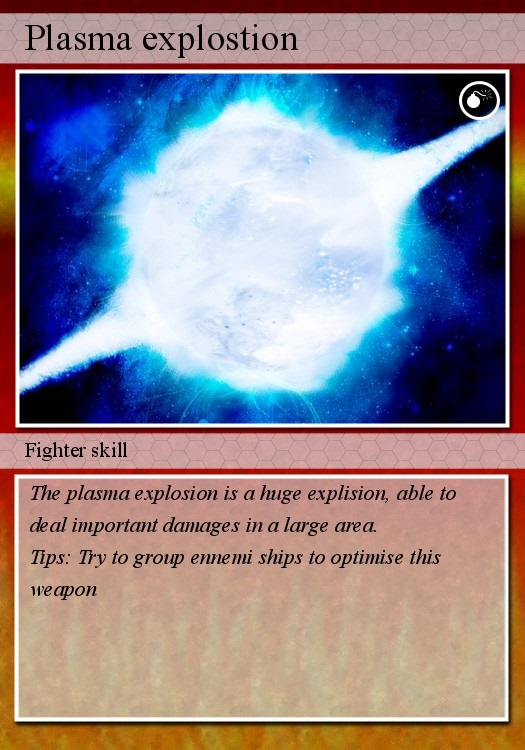 Plasma explostion
Fighter skill
The plasma explosion is a huge explision, able to
deal important damages in a large area.
Tips: Try to group ennemi ships to optimise this
weapon